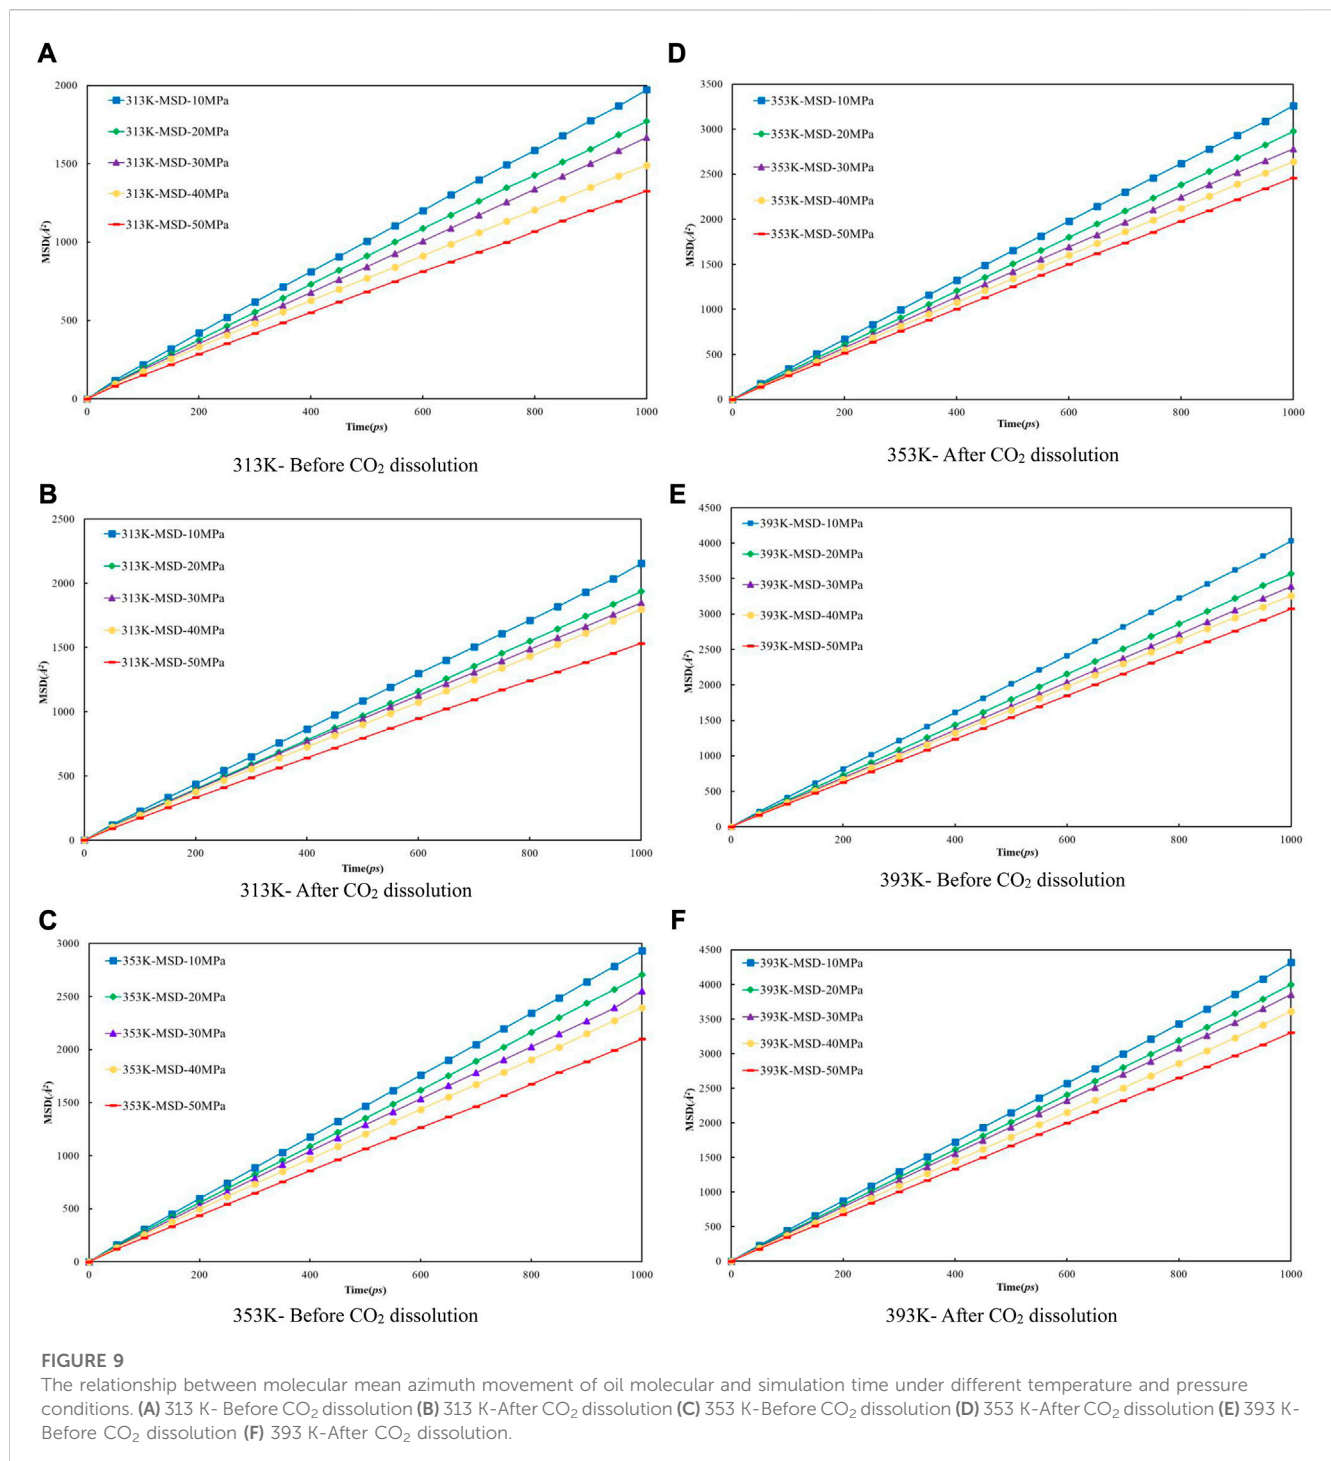 A
2000
1500
1000
500
0
MSD(Å²)
313K-MSD-10MPa
313K-MSD-20MPa
313K-MSD-30MPa
313K-MSD-40MPa
313K-MSD-50MPa
0 200 400 600 800 1000
Time(ps)
313K- Before CO₂ dissolution
B
2500
2000
1500
1000
500
0
MSD(Å²)
313K-MSD-10MPa
313K-MSD-20MPa
313K-MSD-30MPa
313K-MSD-40MPa
313K-MSD-50MPa
0 200 400 600 800 1000
Time(ps)
313K- After CO₂ dissolution
C
3000
2500
2000
1500
1000
500
0
MSD(Å²)
353K-MSD-10MPa
353K-MSD-20MPa
353K-MSD-30MPa
353K-MSD-40MPa
353K-MSD-50MPa
0 200 400 600 800 1000
Time(ps)
353K- Before CO₂ dissolution
D
3500
3000
2500
2000
1500
1000
500
0
MSD(Å²)
353K-MSD-10MPa
353K-MSD-20MPa
353K-MSD-30MPa
353K-MSD-40MPa
353K-MSD-50MPa
0 200 400 600 800 1000
Time(ps)
353K- After CO₂ dissolution
E
4500
4000
3500
3000
2500
2000
1500
1000
500
0
MSD(Å²)
393K-MSD-10MPa
393K-MSD-20MPa
393K-MSD-30MPa
393K-MSD-40MPa
393K-MSD-50MPa
0 200 400 600 800 1000
Time(ps)
393K- Before CO₂ dissolution
F
4500
4000
3500
3000
2500
2000
1500
1000
500
0
MSD(Å²)
393K-MSD-10MPa
393K-MSD-20MPa
393K-MSD-30MPa
393K-MSD-40MPa
393K-MSD-50MPa
0 200 400 600 800 1000
Time(ps)
393K- After CO₂ dissolution
FIGURE 9
The relationship between molecular mean azimuth movement of oil molecular and simulation time under different temperature and pressure
conditions. (A) 313 K- Before CO₂ dissolution (B) 313 K-After CO₂ dissolution (C) 353 K-Before CO₂ dissolution (D) 353 K-After CO₂ dissolution (E) 393 K-
Before CO₂ dissolution (F) 393 K-After CO₂ dissolution.